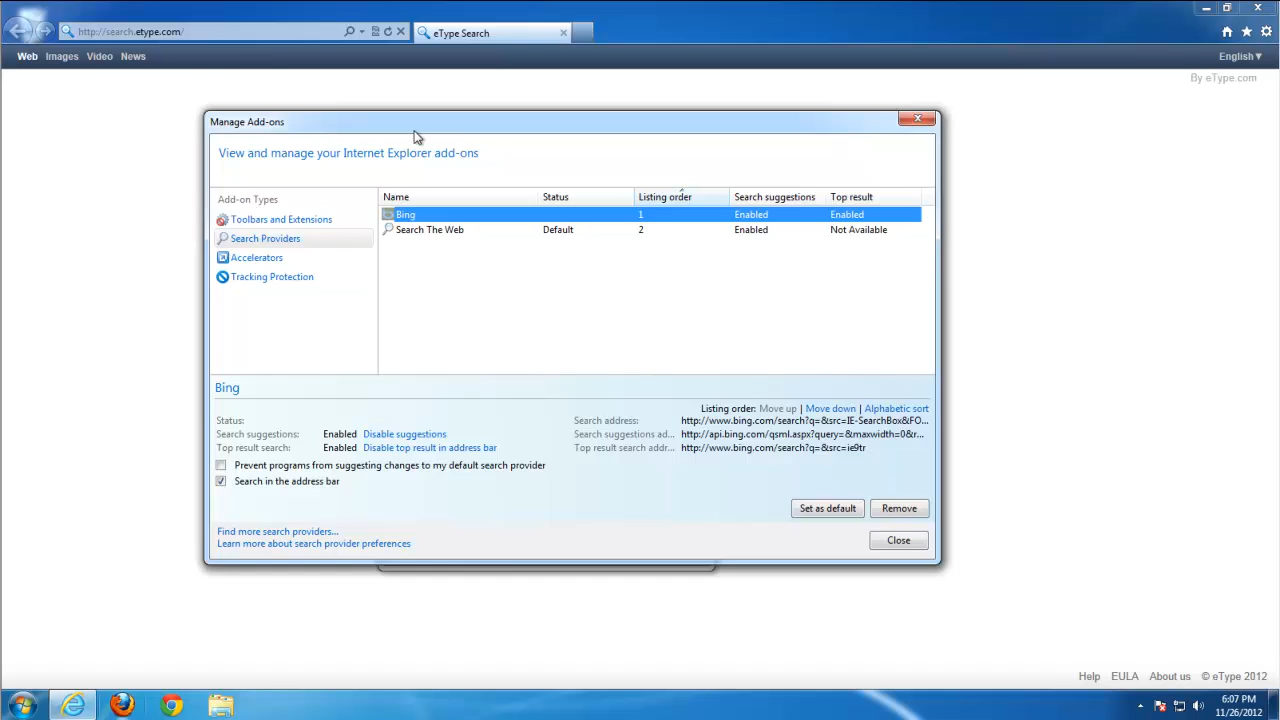 http://search.etype.com/
eType Search
Web Images Video News
English▼
By eType.com
Manage Add-ons
View and manage your Internet Explorer add-ons
Add-on Types
Toolbars and Extensions
Search Providers
Accelerators
Tracking Protection
Name Status Listing order Search suggestions Top result
Bing 1 Enabled Enabled
Search The Web Default 2 Enabled Not Available
Bing
Listing order: Move up | Move down | Alphabetic sort
Status: Search address: http://www.bing.com/search?q=&src=IE-SearchBox&FO...
Search suggestions: Enabled Disable suggestions Search suggestions ad... http://api.bing.com/qsml.aspx?query=&maxwidth=0&r...
Top result search: Enabled Disable top result in address bar Top result search addr... http://www.bing.com/search?q=&src=ie9tr
Prevent programs from suggesting changes to my default search provider
Search in the address bar
Set as default Remove
Find more search providers...
Learn more about search provider preferences
Close
Help EULA About us © eType 2012
6:07 PM
11/26/2012